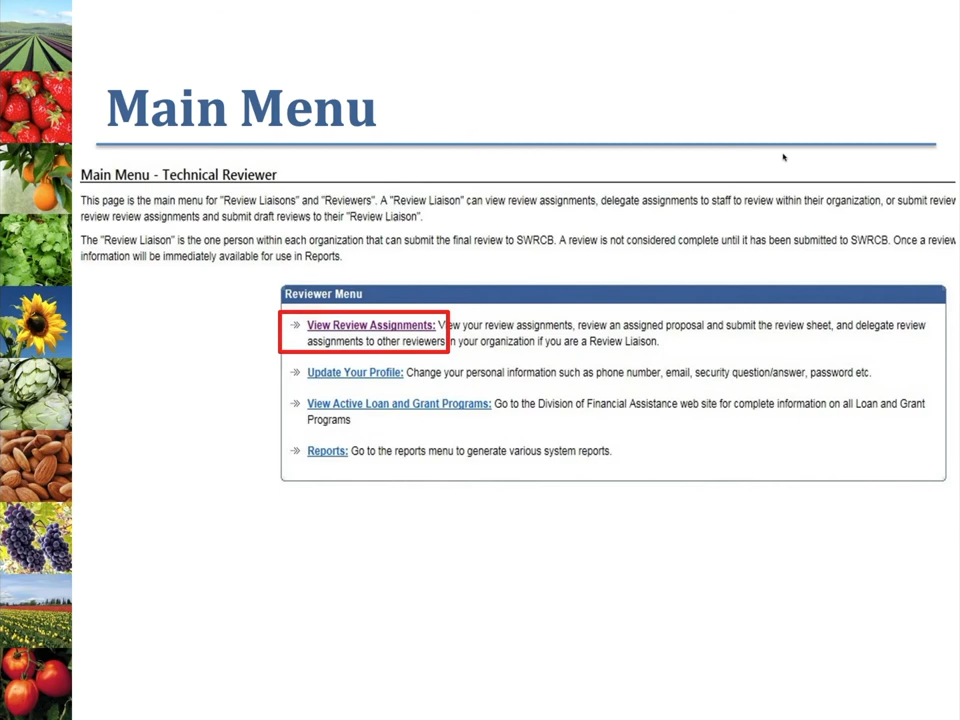 Main Menu
Main Menu - Technical Reviewer
This page is the main menu for "Review Liaisons" and "Reviewers". A "Review Liaison" can view review assignments, delegate assignments to staff to review within their organization, or submit review
review review assignments and submit draft reviews to their "Review Liaison".
The "Review Liaison" is the one person within each organization that can submit the final review to SWRCB. A review is not considered complete until it has been submitted to SWRCB. Once a review
information will be immediately available for use in Reports.
Reviewer Menu
View Review Assignments: View your review assignments, review an assigned proposal and submit the review sheet, and delegate review
assignments to other reviewers in your organization if you are a Review Liaison.
Update Your Profile: Change your personal information such as phone number, email, security question/answer, password etc.
View Active Loan and Grant Programs: Go to the Division of Financial Assistance web site for complete information on all Loan and Grant
Programs
Reports: Go to the reports menu to generate various system reports.